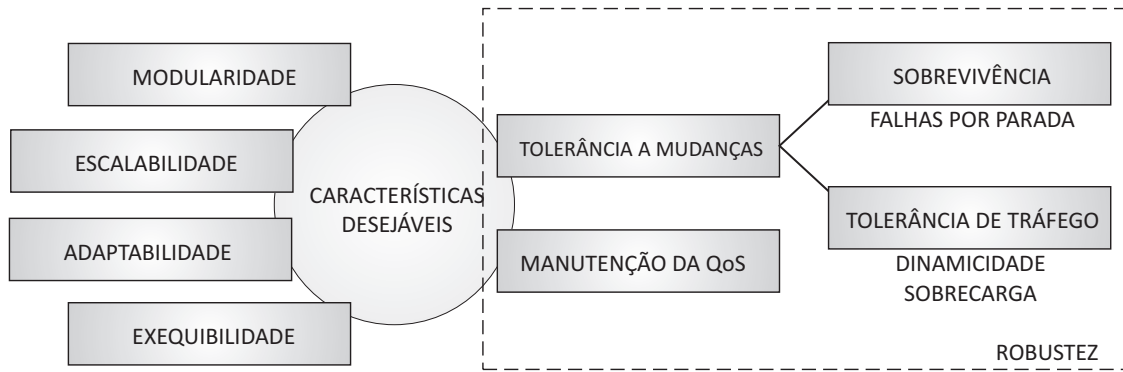 MODULARIDADE
ESCALABILIDADE
ADAPTABILIDADE
EXEQUIBILIDADE
CARACTERÍSTICAS
DESEJÁVEIS
TOLERÂNCIA A MUDANÇAS
MANUTENÇÃO DA QoS
SOBREVIVÊNCIA
FALHAS POR PARADA
TOLERÂNCIA DE TRÁFEGO
DINAMICIDADE
SOBRECARGA
ROBUSTEZ